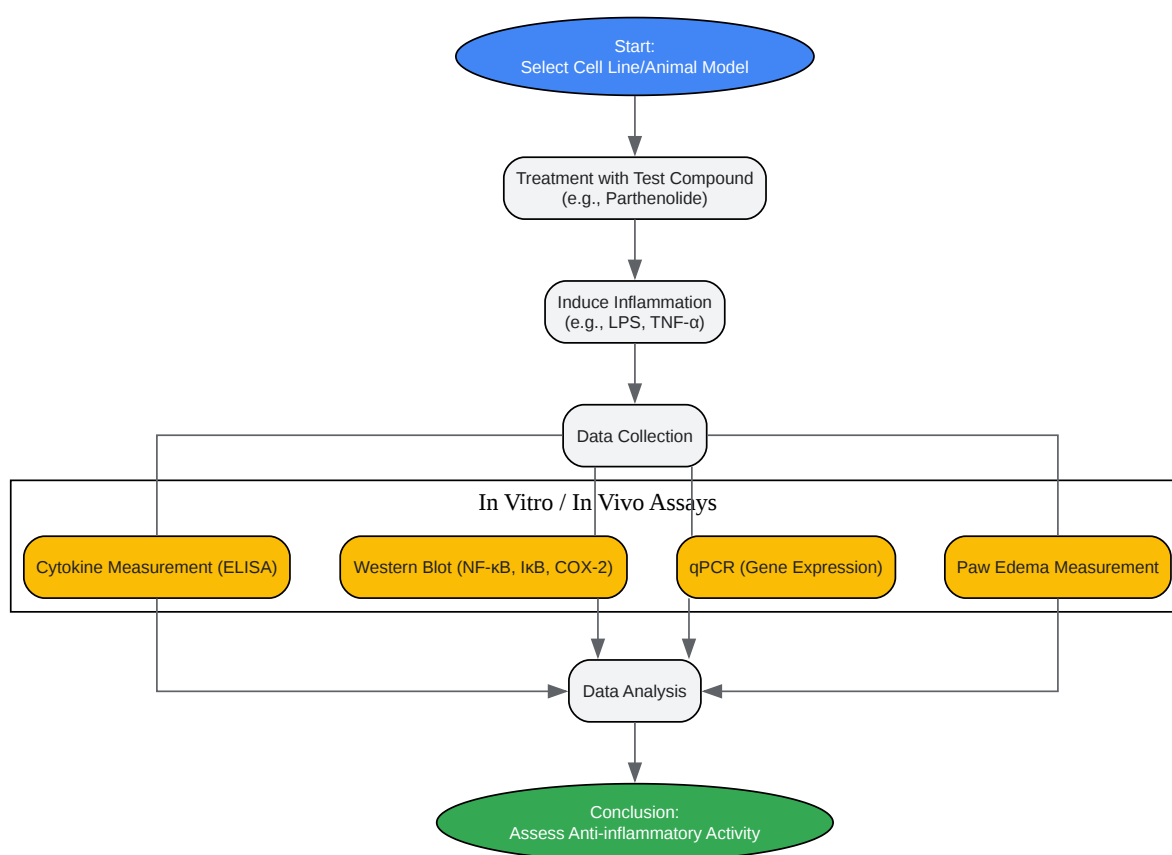 Start:
Select Cell Line/Animal Model
Treatment with Test Compound
(e.g., Parthenolide)
Induce Inflammation
(e.g., LPS, TNF-α)
Data Collection
In Vitro / In Vivo Assays
Cytokine Measurement (ELISA)
Western Blot (NF-κB, IκB, COX-2)
qPCR (Gene Expression)
Paw Edema Measurement
Data Analysis
Conclusion:
Assess Anti-inflammatory Activity